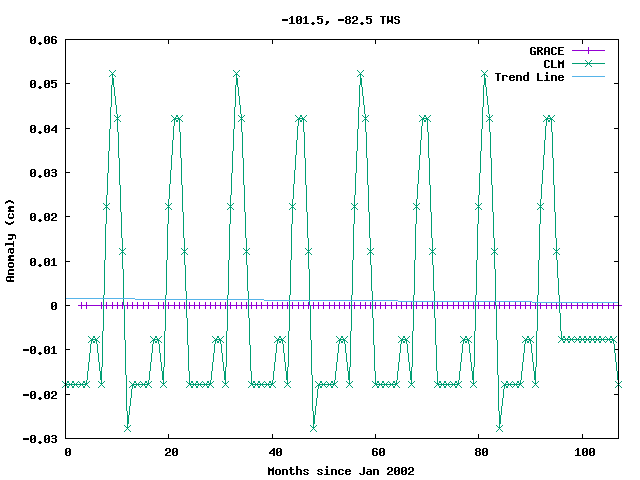 -101.5, -82.5 TWS
GRACE
CLM
Trend Line
0.06
0.05
0.04
0.03
0.02
0.01
0
-0.01
-0.02
-0.03
Anomaly (cm)
0 20 40 60 80 100
Months since Jan 2002